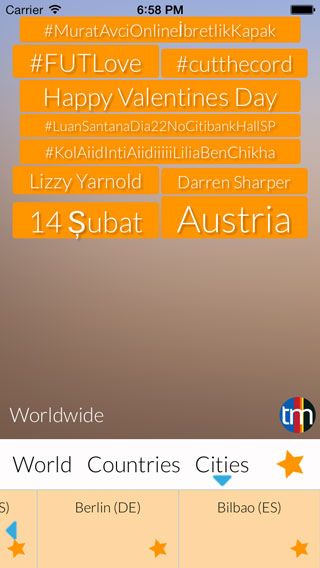 Carrier 6:58 PM
#MuratAvciOnlineİbretlikKapak
#FUTLove #cutthecord
Happy Valentines Day
#LuanSantanaDia22NoCitibankHallSP
#KolAiidIntiAiidiiiiiLiliaBenChikha
Lizzy Yarnold Darren Sharper
14 Şubat Austria
Worldwide tm
World Countries Cities
S) Berlin (DE) Bilbao (ES)